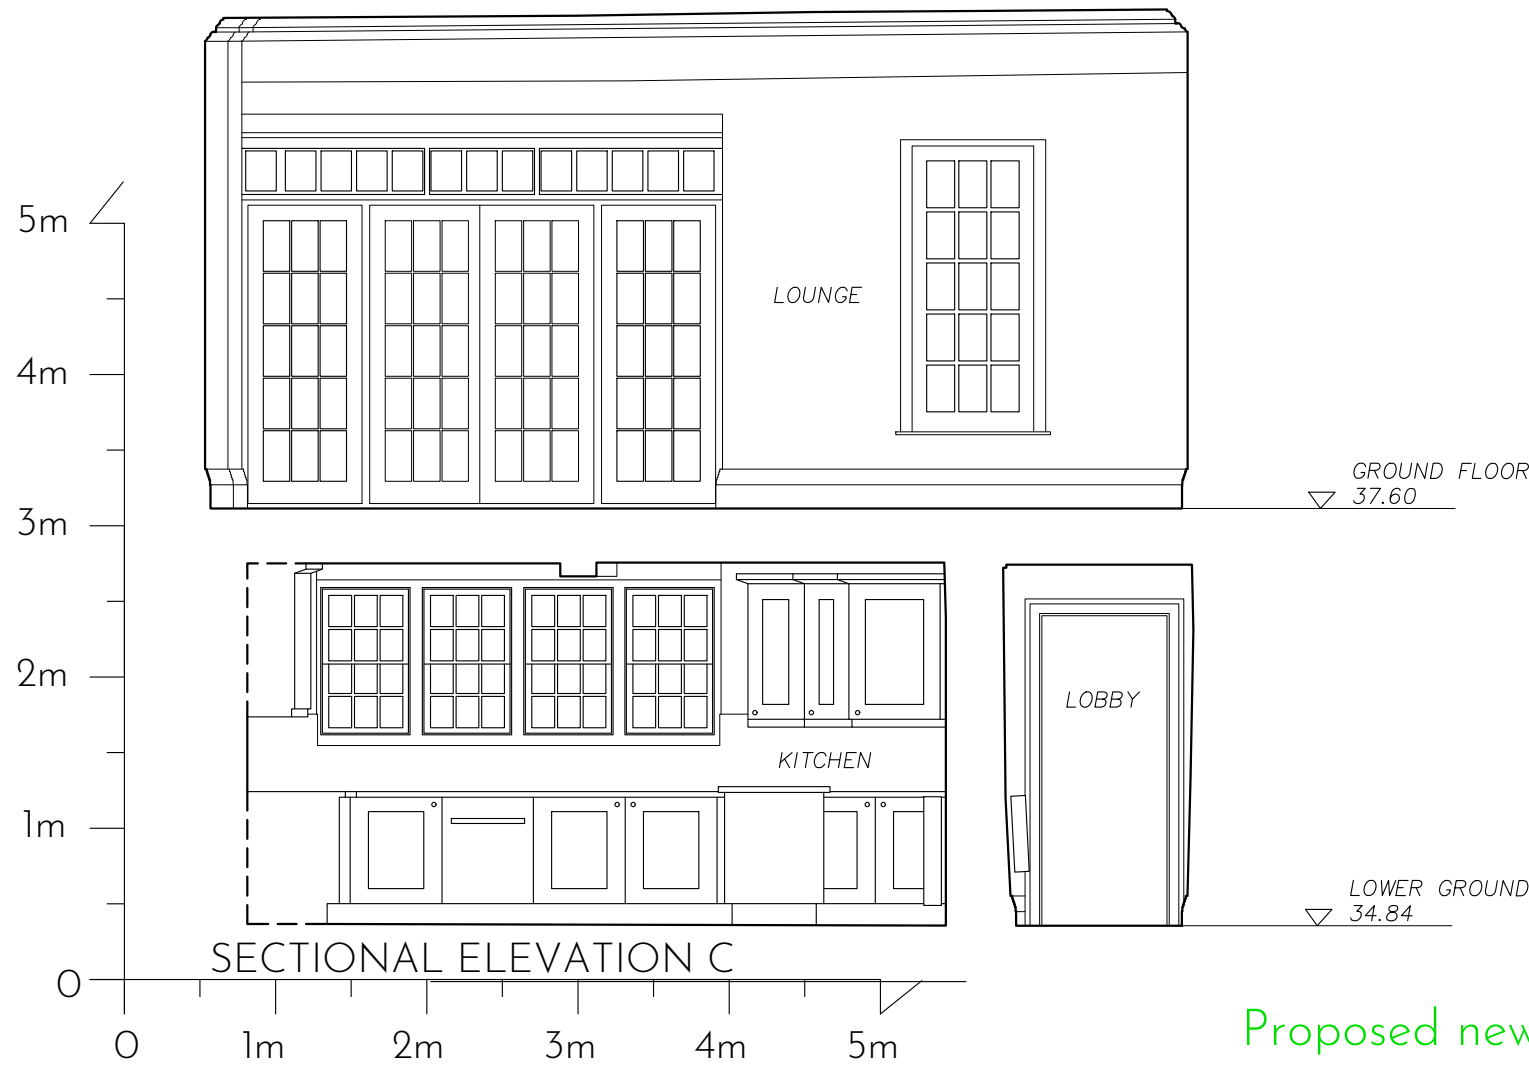 5m
LOUNGE
4m
GROUND FLOOR
37.60
3m
2m
LOBBY
KITCHEN
1m
LOWER GROUND
34.84
SECTIONAL ELEVATION C
0
0 1m 2m 3m 4m 5m
Proposed new